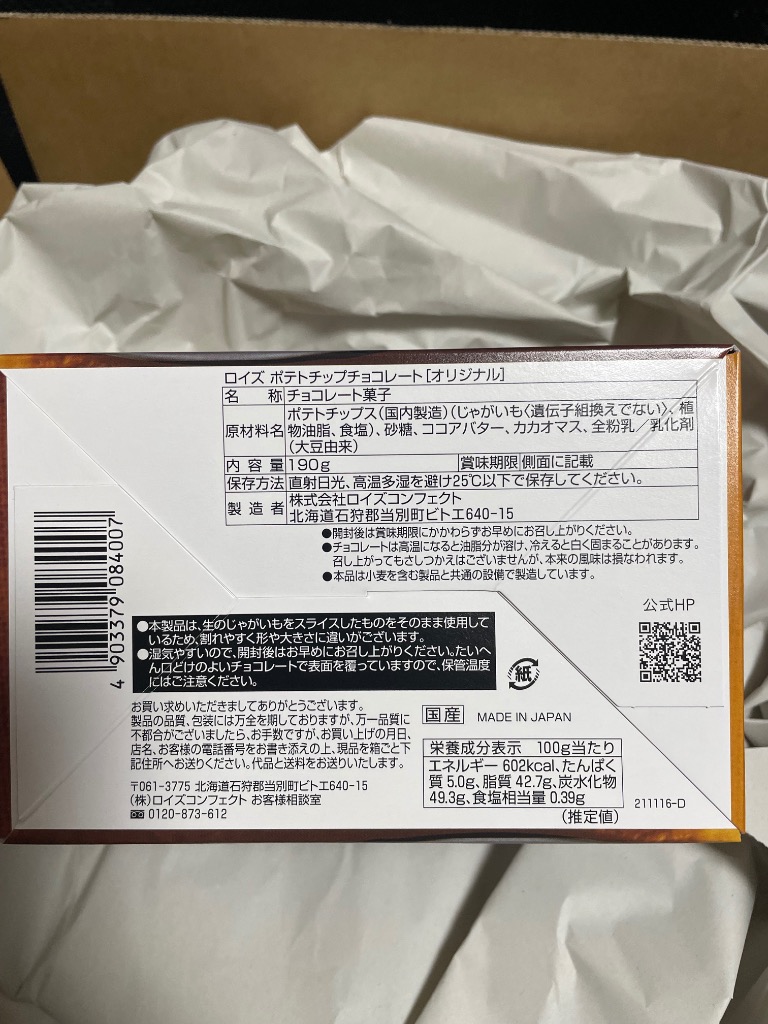 ロイズ ポテトチップチョコレート[オリジナル]
名 称 チョコレート菓子
原材料名 ポテトチップス(国内製造)(じゃがいも〈遺伝子組換えでない〉、植
物油脂、食塩)、砂糖、ココアバター、カカオマス、全粉乳/乳化剤
(大豆由来)
内 容 量 190g 賞味期限 側面に記載
保存方法 直射日光、高温多湿を避け25℃以下で保存してください。
製 造 者 株式会社ロイズコンフェクト
北海道石狩郡当別町ビトエ640-15
●開封後は賞味期限にかかわらずお早めにお召し上がりください。
●チョコレートは高温になると油脂分が溶け、冷えると白く固まることがあります。
召し上がってもさしつかえはございませんが、本来の風味は損なわれます。
●本品は小麦を含む製品と共通の設備で製造しています。
4 903379 084007
公式HP
●本製品は、生のじゃがいもをスライスしたものをそのまま使用して
いるため、割れやすく形や大きさに違いがございます。
●湿気やすいので、開封後はお早めにお召し上がりください。たいへ
ん口どけのよいチョコレートで表面を覆っていますので、保管温度
にはご注意ください。
紙
お買い求めいただきましてありがとうございます。
製品の品質、包装には万全を期しておりますが、万一品質に
不都合がございましたら、お手数ですが、お買い上げの月日、
店名、お客様の電話番号をお書き添えの上、現品を箱ごと下
記住所へお送りください。代品と送料をお送りいたします。
〒061-3775 北海道石狩郡当別町ビトエ640-15
(株)ロイズコンフェクト お客様相談室
0120-873-612
国産 MADE IN JAPAN
栄養成分表示 100g当たり
エネルギー 602kcal、たんぱく
質 5.0g、脂質 42.7g、炭水化物
49.3g、食塩相当量 0.39g
(推定値)
211116-D